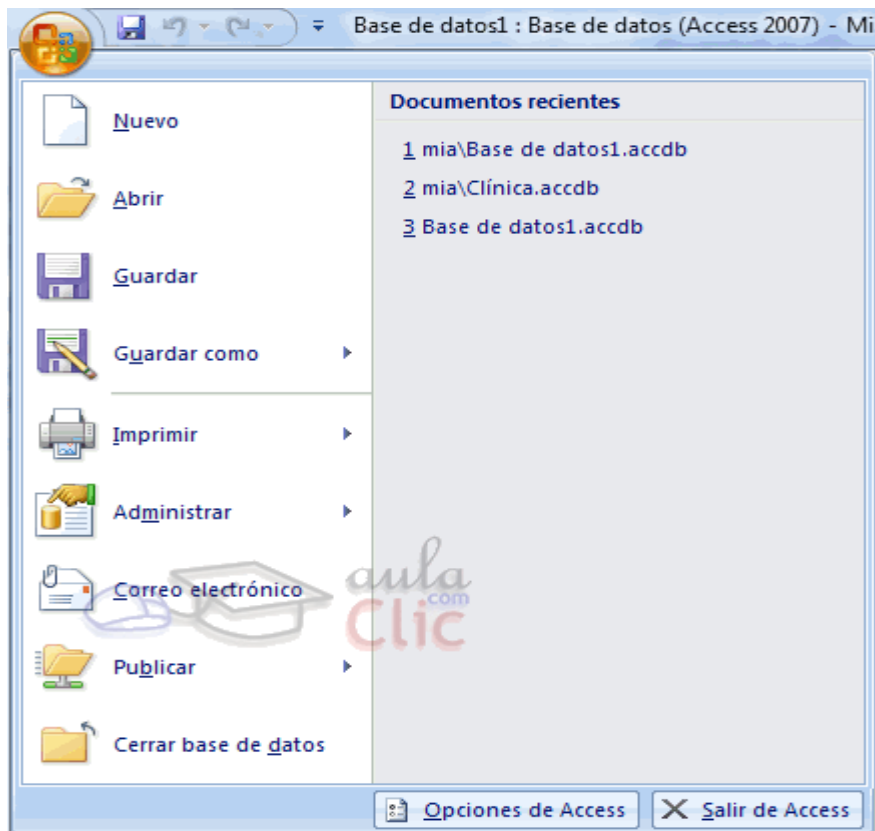 Base de datos1 : Base de datos (Access 2007) - Mi
Nuevo
Abrir
Guardar
Guardar como
Imprimir
Administrar
Correo electrónico
Publicar
Cerrar base de datos
Documentos recientes
1 mia\Base de datos1.accdb
2 mia\Clínica.accdb
3 Base de datos1.accdb
aula
com
Clic
Opciones de Access
Salir de Access